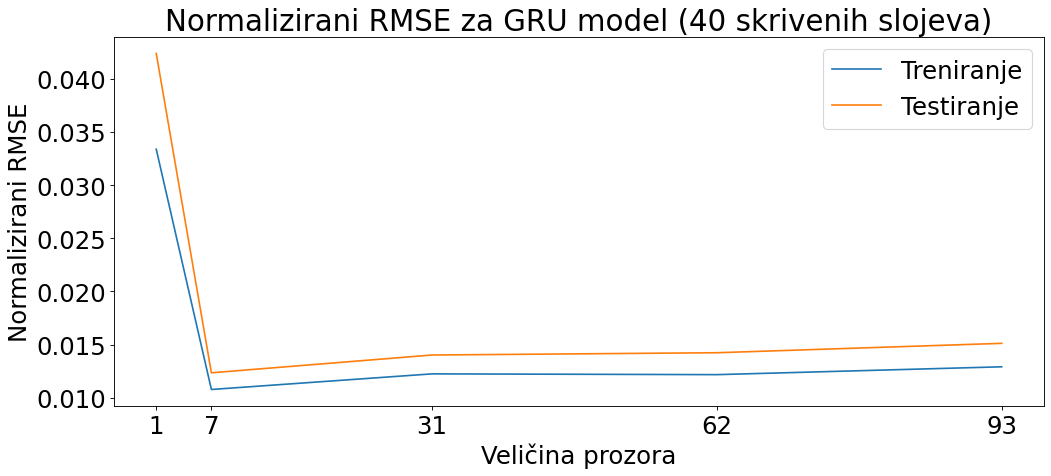 Normalizirani RMSE za GRU model (40 skrivenih slojeva)
Treniranje
Testiranje
Normalizirani RMSE
0.040
0.035
0.030
0.025
0.020
0.015
0.010
1 7 31 62 93
Veličina prozora